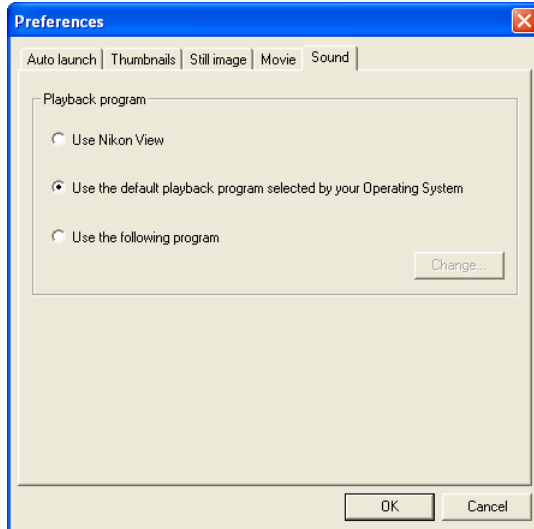 Preferences
Auto launch Thumbnails Still image Movie Sound
Playback program
Use Nikon View
Use the default playback program selected by your Operating System
Use the following program
Change...
OK Cancel